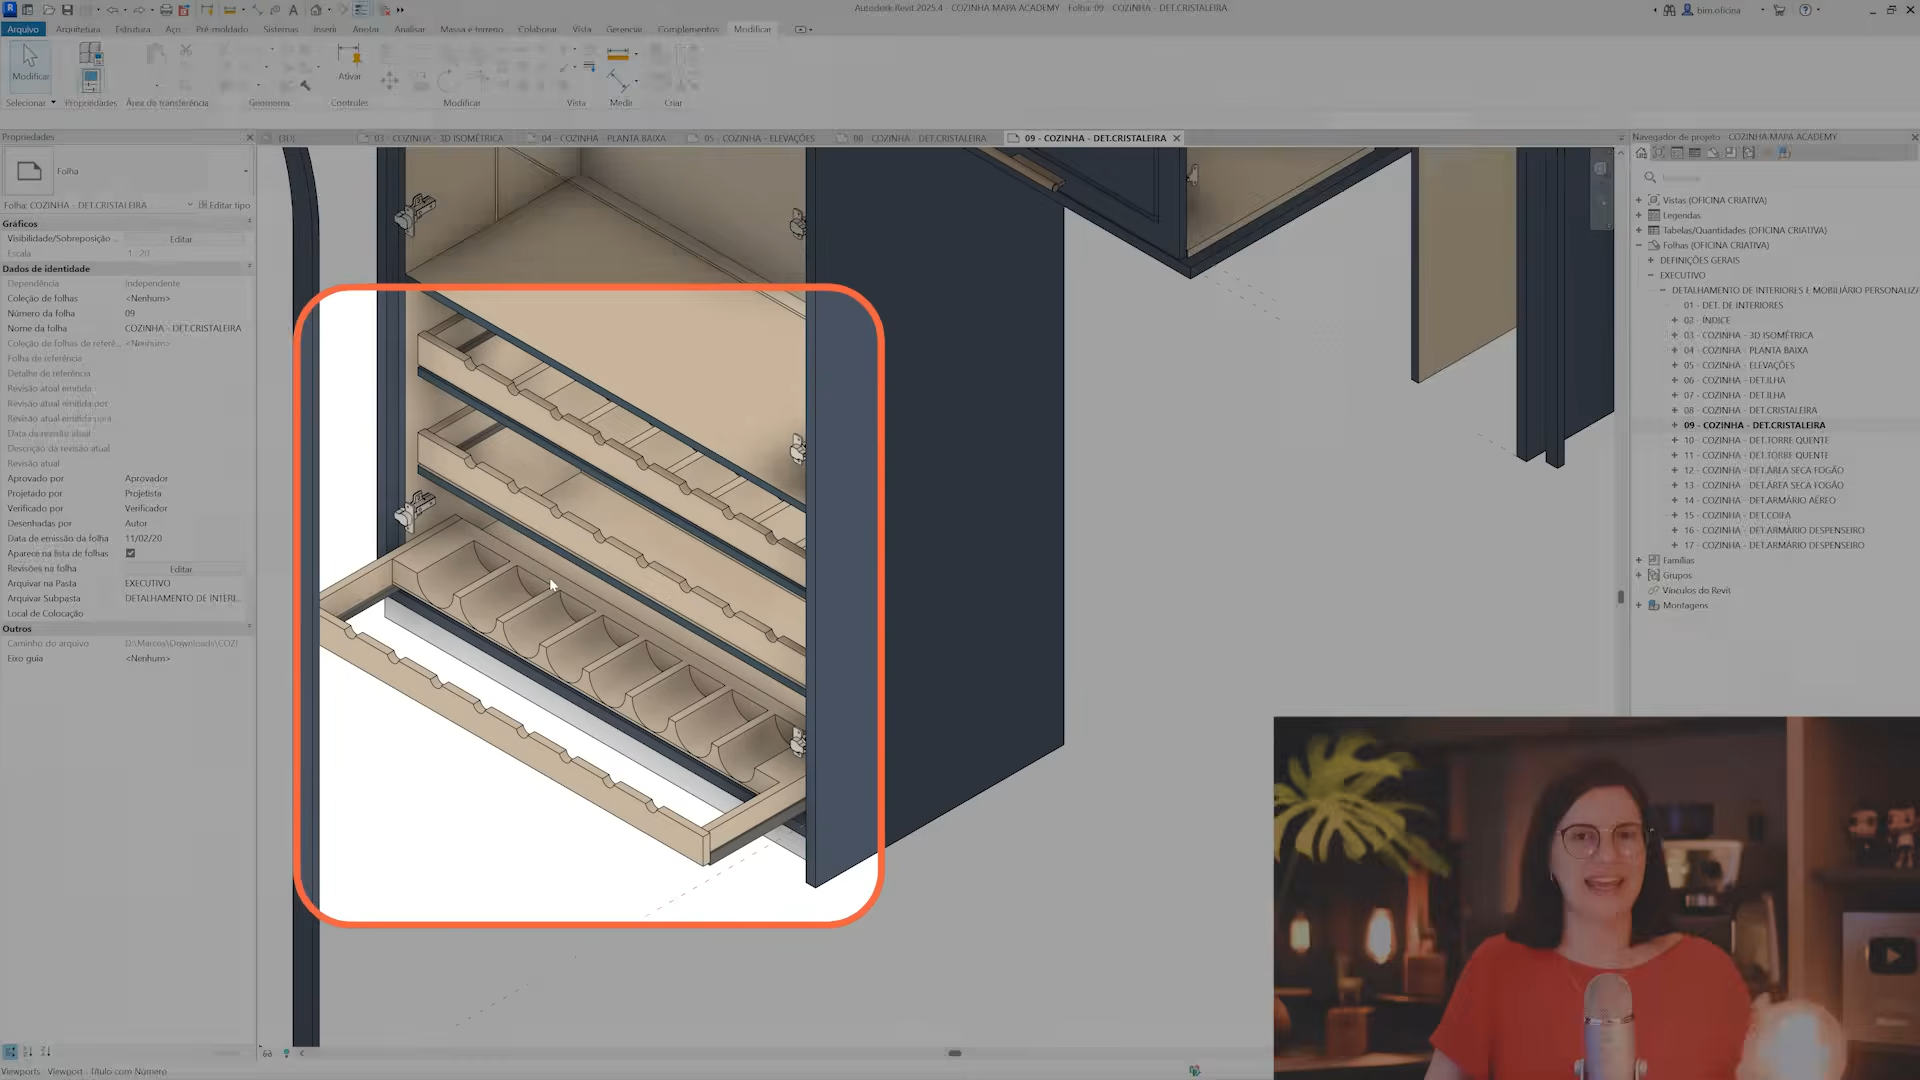 Autodesk Revit 2025.4 - COZINHA MAPA ACADEMY - Folha: 09 - COZINHA - DET.CRISTALEIRA
bim.oficina
Arquivo Arquitetura Estrutura Aço Pré-moldado Sistemas Inserir Anotar Analisar Massa e terreno Colaborar Vista Gerenciar Complementos Modificar
Modificar
Ativar
Selecionar Propriedades Área de transferência Geometria Controles Modificar Vista Medir Criar
Propriedades
(3D) 03 - COZINHA - 3D ISOMÉTRICA 04 - COZINHA - PLANTA BAIXA 05 - COZINHA - ELEVAÇÕES 08 - COZINHA - DET.CRISTALEIRA 09 - COZINHA - DET.CRISTALEIRA
Navegador de projeto - COZINHA MAPA ACADEMY
Folha
Folha: COZINHA - DET.CRISTALEIRA
Editar tipo
Gráficos
Visibilidade/Sobreposição ... Editar
Escala 1 : 20
Dados de identidade
Dependência Independente
Coleção de folhas <Nenhum>
Número da folha 09
Nome da folha COZINHA - DET.CRISTALEIRA
Coleção de folhas de referê... <Nenhum>
Folha de referência
Detalhe de referência
Revisão atual emitida
Revisão atual emitida por
Revisão atual emitida para
Data da revisão atual
Descrição da revisão atual
Revisão atual
Aprovado por Aprovador
Projetado por Projetista
Verificado por Verificador
Desenhadas por Autor
Data de emissão da folha 11/02/20
Aparece na lista de folhas
Revisões na folha Editar
Arquivar na Pasta EXECUTIVO
Arquivar Subpasta DETALHAMENTO DE INTERI...
Local de Colocação
Outros
Caminho do arquivo D:\Marcos\Downloads\COZI
Eixo guia <Nenhum>
Vistas (OFICINA CRIATIVA)
Legendas
Tabelas/Quantidades (OFICINA CRIATIVA)
Folhas (OFICINA CRIATIVA)
DEFINIÇÕES GERAIS
EXECUTIVO
DETALHAMENTO DE INTERIORES E MOBILIÁRIO PERSONALIZA
01 - DET. DE INTERIORES
02 - ÍNDICE
03 - COZINHA - 3D ISOMÉTRICA
04 - COZINHA - PLANTA BAIXA
05 - COZINHA - ELEVAÇÕES
06 - COZINHA - DET.ILHA
07 - COZINHA - DET.ILHA
08 - COZINHA - DET.CRISTALEIRA
09 - COZINHA - DET.CRISTALEIRA
10 - COZINHA - DET.TORRE QUENTE
11 - COZINHA - DET.TORRE QUENTE
12 - COZINHA - DET.ÁREA SECA FOGÃO
13 - COZINHA - DET.ÁREA SECA FOGÃO
14 - COZINHA - DET.ARMÁRIO AÉREO
15 - COZINHA - DET.COIFA
16 - COZINHA - DET.ARMÁRIO DESPENSEIRO
17 - COZINHA - DET.ARMÁRIO DESPENSEIRO
Famílias
Grupos
Vínculos do Revit
Montagens
Viewports : Viewport : Título com Número